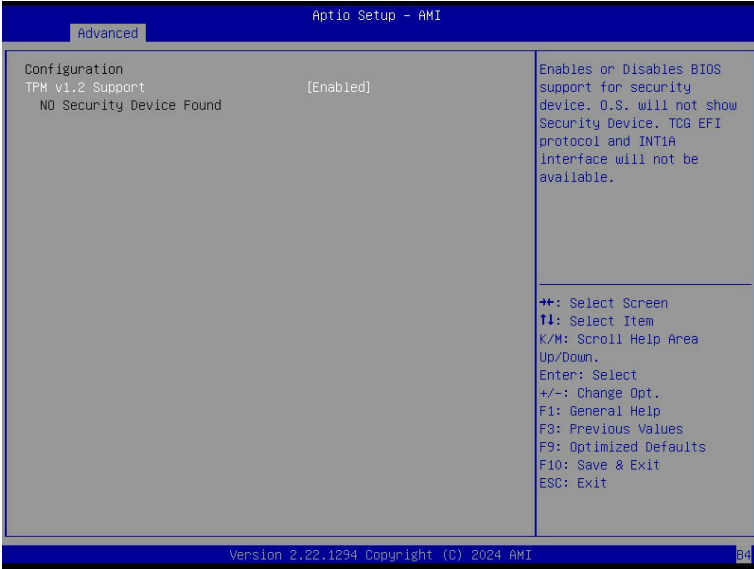 Aptio Setup – AMI
Advanced
Configuration
TPM v1.2 Support [Enabled]
NO Security Device Found
Enables or Disables BIOS
support for security
device. O.S. will not show
Security Device. TCG EFI
protocol and INT1A
interface will not be
available.
→←: Select Screen
↑↓: Select Item
K/M: Scroll Help Area
Up/Down.
Enter: Select
+/-: Change Opt.
F1: General Help
F3: Previous Values
F9: Optimized Defaults
F10: Save & Exit
ESC: Exit
Version 2.22.1294 Copyright (C) 2024 AMI
B4